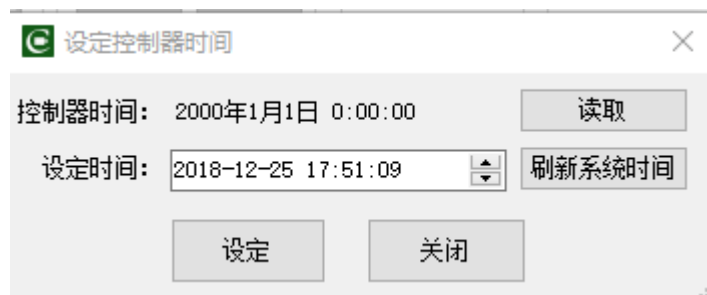 设定控制器时间
控制器时间： 2000年1月1日 0:00:00 读取
设定时间： 2018-12-25 17:51:09 刷新系统时间
设定 关闭